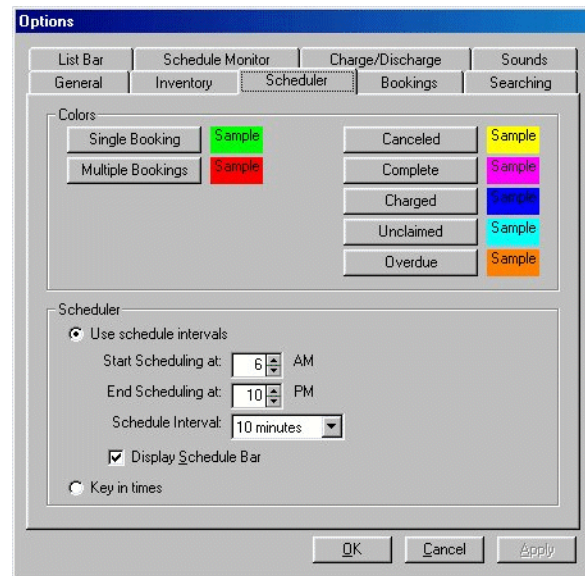 Options
List Bar Schedule Monitor Charge/Discharge Sounds
General Inventory Scheduler Bookings Searching
Colors
Single Booking Sample Canceled Sample
Multiple Bookings Sample Complete Sample
Charged Sample
Unclaimed Sample
Overdue Sample
Scheduler
Use schedule intervals
Start Scheduling at: 6 AM
End Scheduling at: 10 PM
Schedule Interval: 10 minutes
Display Schedule Bar
Key in times
OK Cancel Apply